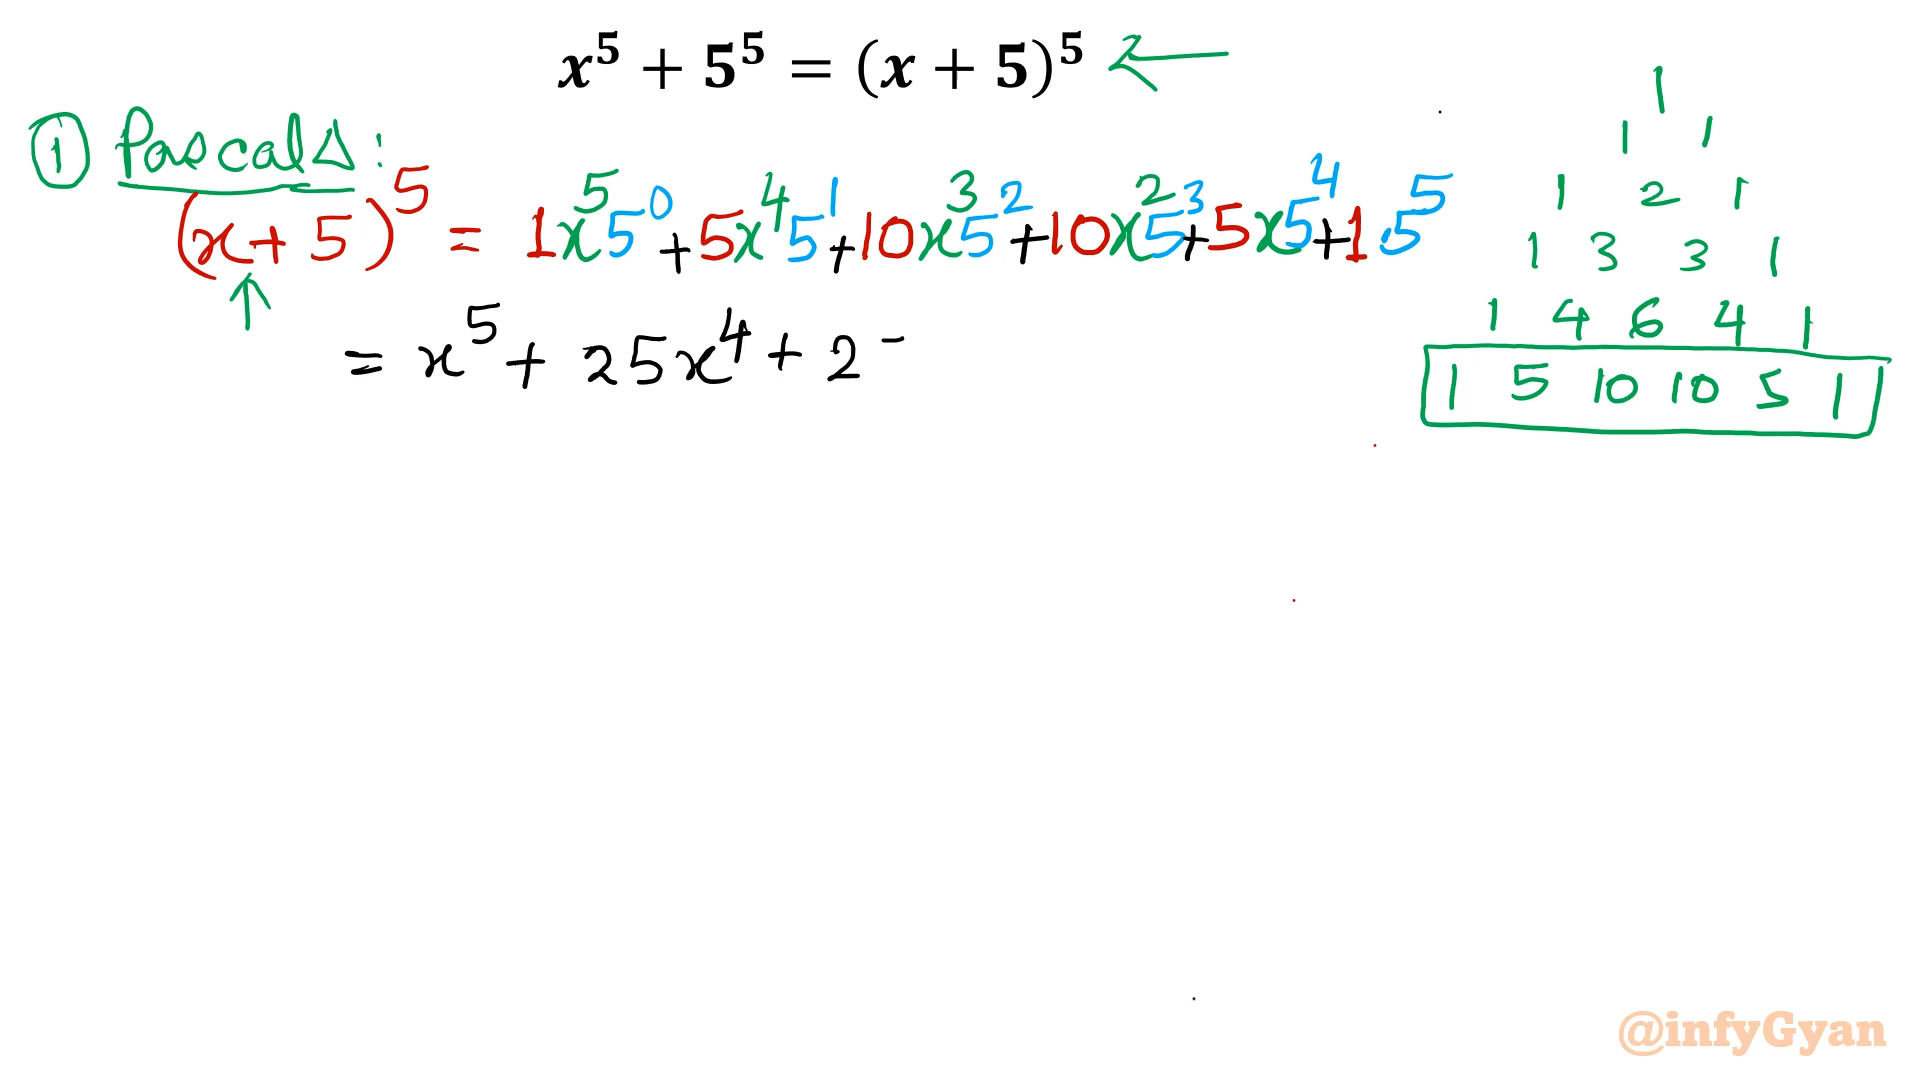 x⁵ + 5⁵ = (x + 5)⁵ ←
① Pascal Δ:
(x + 5)⁵ = 1x⁵5⁰ + 5x⁴5¹ + 10x³5² + 10x²5³ + 5x5⁴ + 1.5⁵
↑
= x⁵ + 25x⁴ + 2
1
1 1
1 2 1
1 3 3 1
1 4 6 4 1
1 5 10 10 5 1
@infyGyan